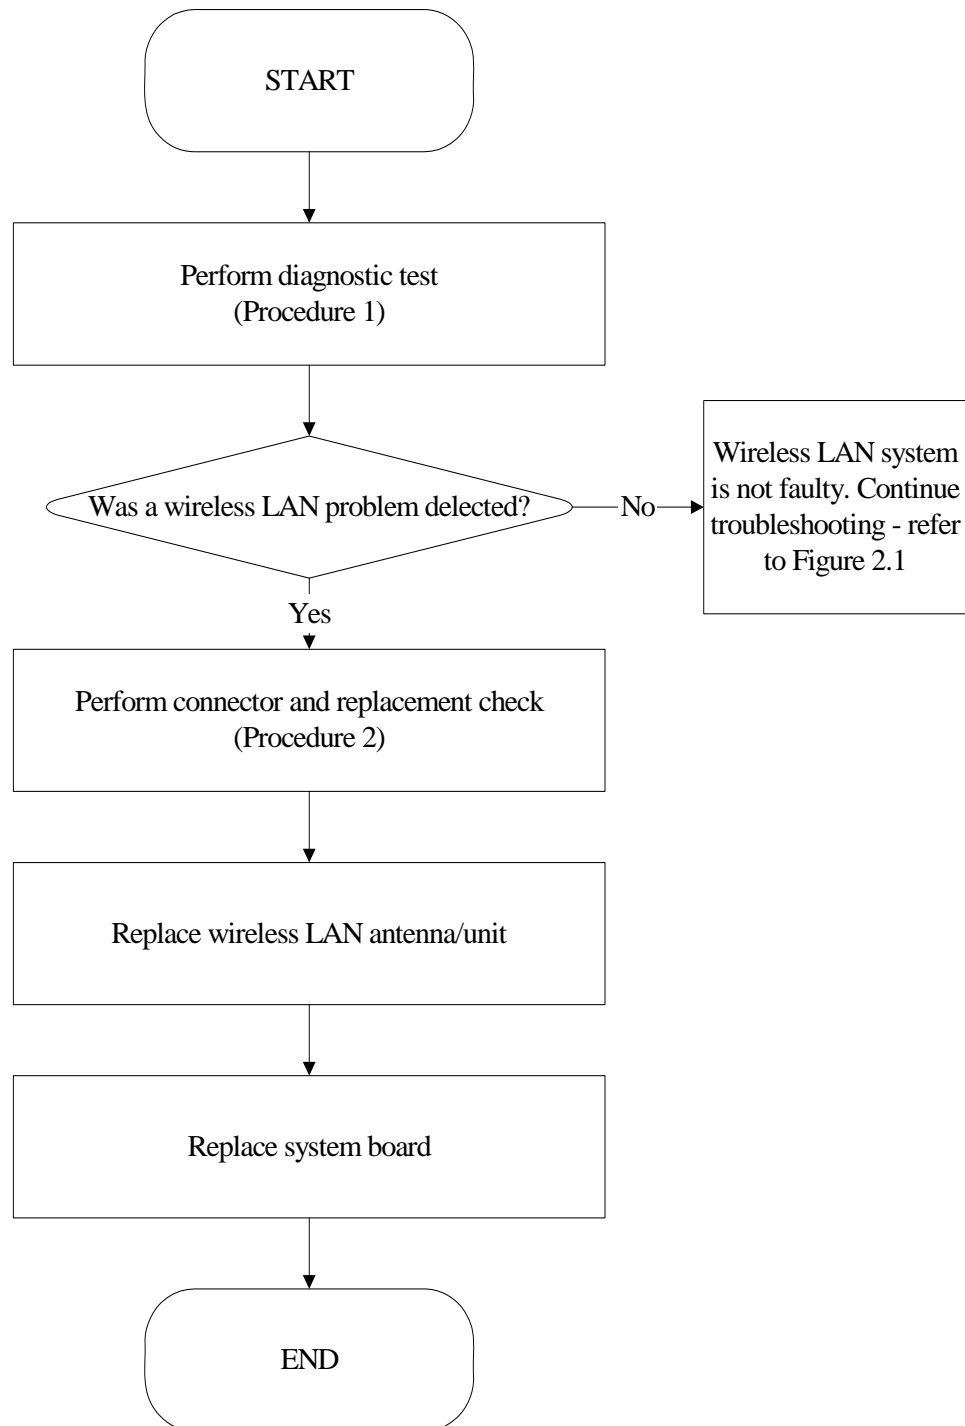 START
Perform diagnostic test
(Procedure 1)
Was a wireless LAN problem delected?
No
Wireless LAN system
is not faulty. Continue
troubleshooting - refer
to Figure 2.1
Yes
Perform connector and replacement check
(Procedure 2)
Replace wireless LAN antenna/unit
Replace system board
END